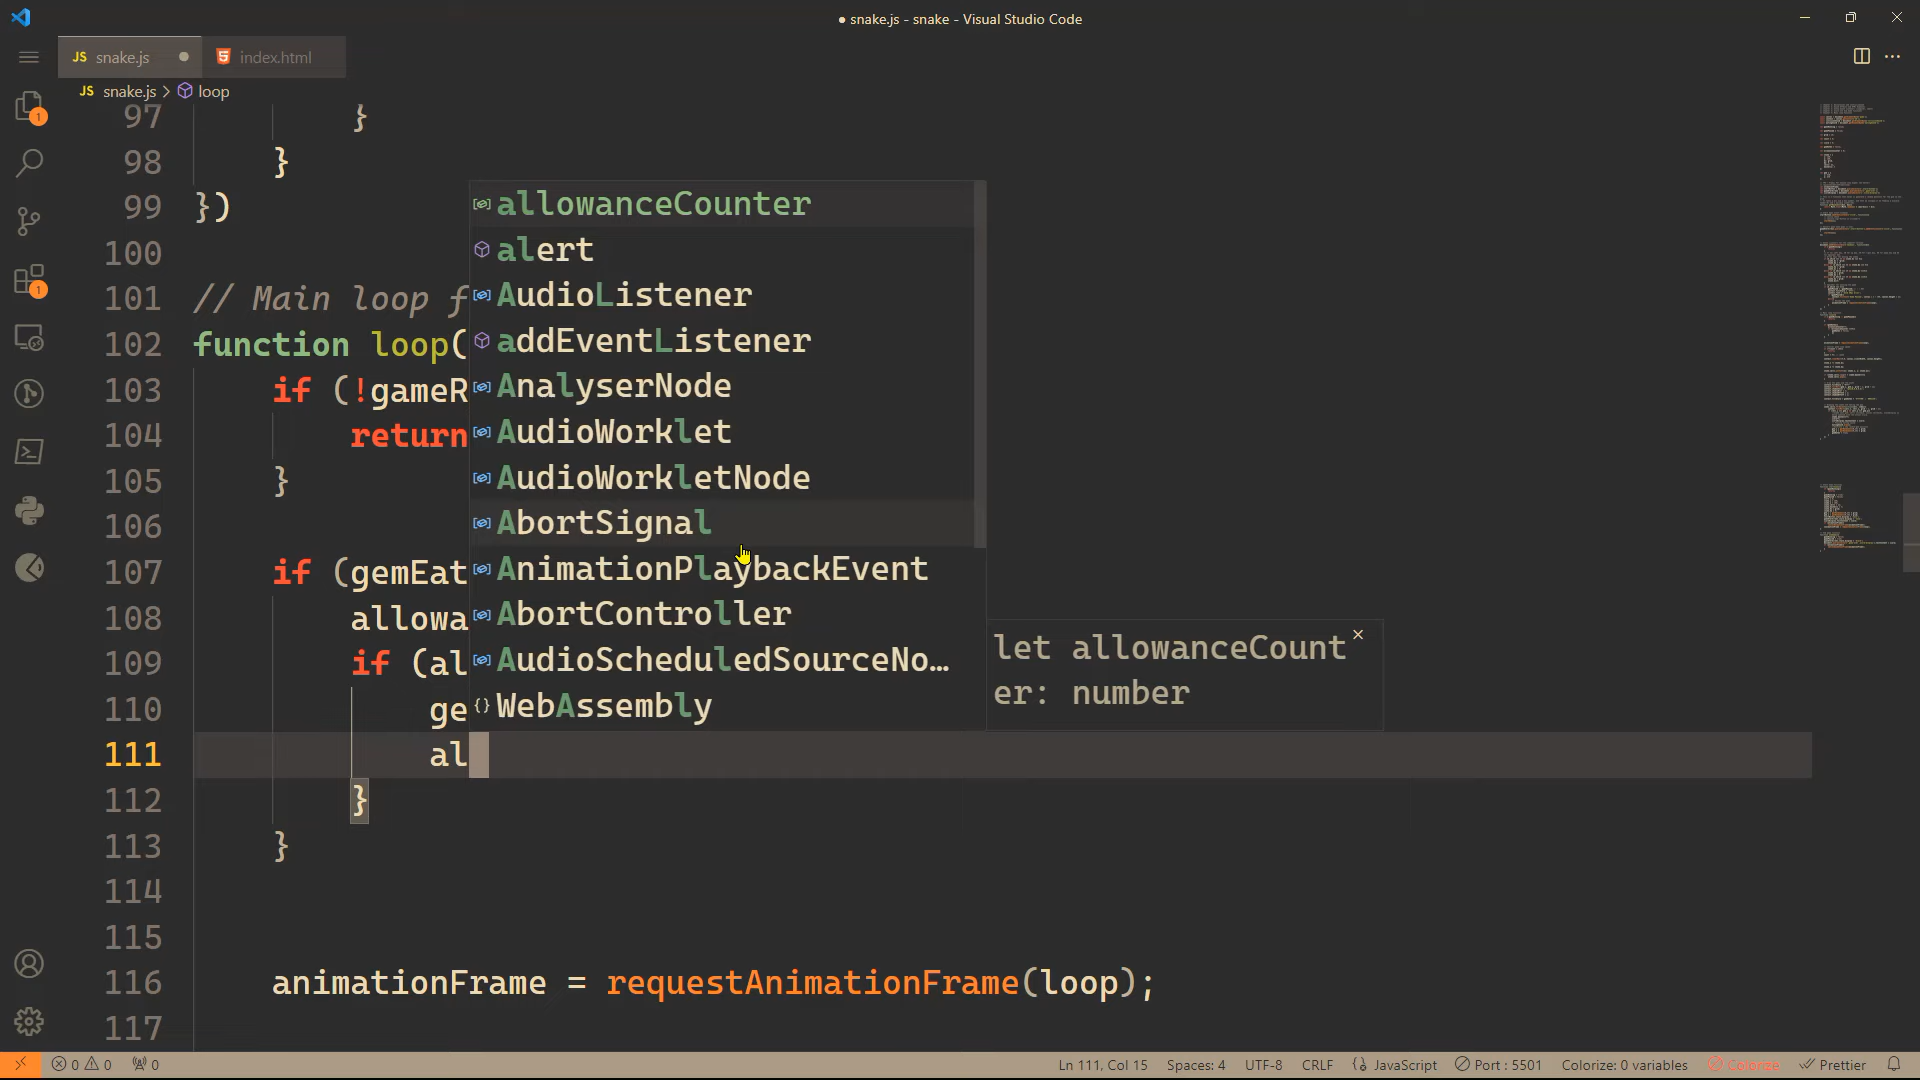 ● snake.js - snake - Visual Studio Code
JS snake.js ●
index.html
JS snake.js > loop
97 }
98 }
99 })
100
101 // Main loop f
102 function loop(
103 if (!gameR
104 return
105 }
106
107 if (gemEat
108 allowa
109 if (al
110 ge
111 al
112 }
113 }
114
115
116 animationFrame = requestAnimationFrame(loop);
117
allowanceCounter
alert
AudioListener
addEventListener
AnalyserNode
AudioWorklet
AudioWorkletNode
AbortSignal
AnimationPlaybackEvent
AbortController
AudioScheduledSourceNo…
{} WebAssembly
let allowanceCount
er: number
1
1
0 0 0 Ln 111, Col 15 Spaces: 4 UTF-8 CRLF {} JavaScript Port : 5501 Colorize: 0 variables Colorize Prettier